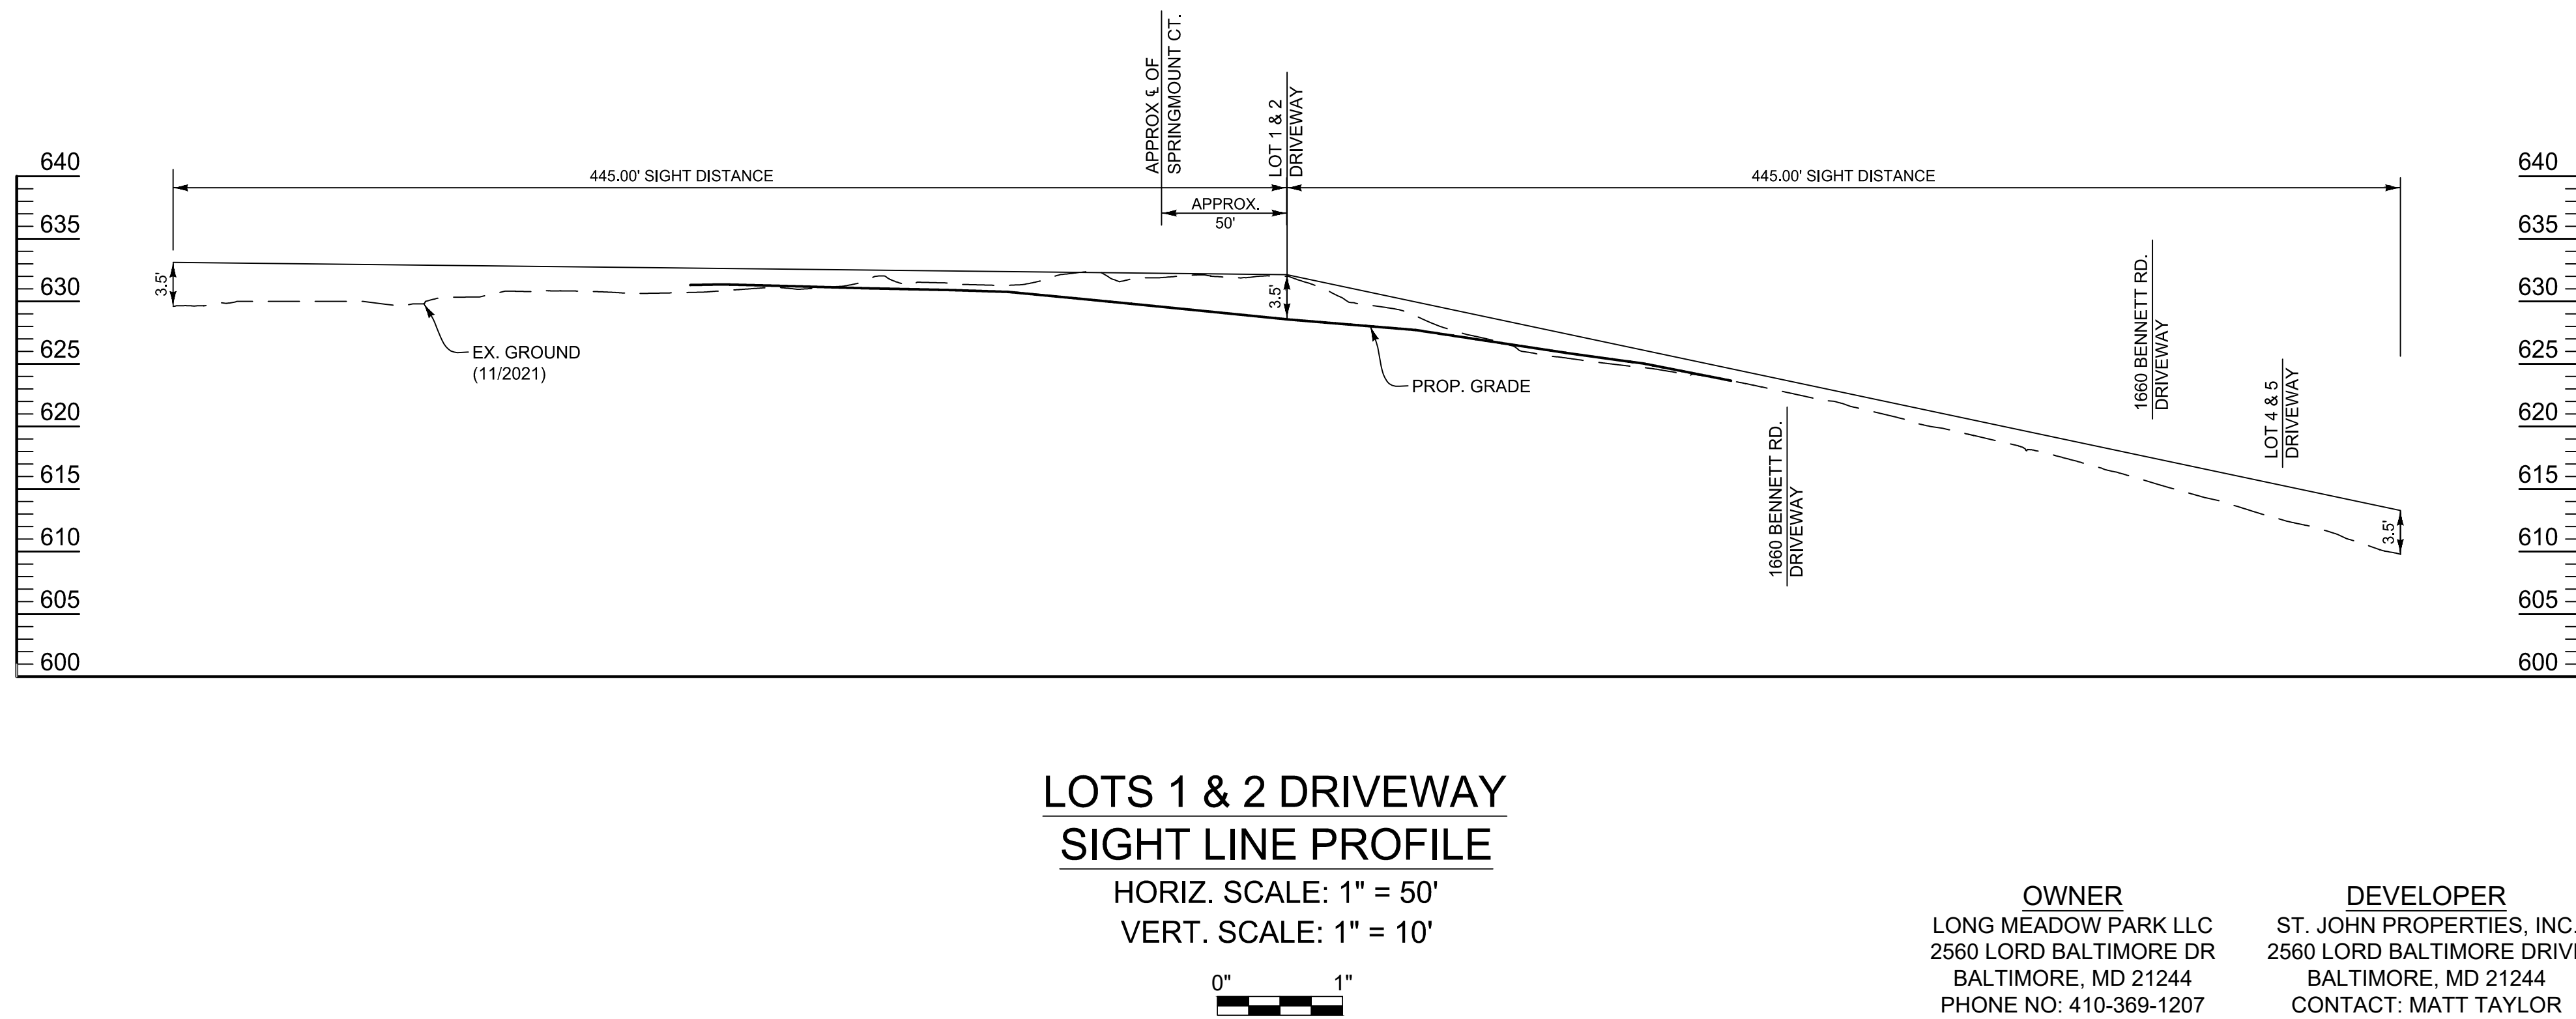 APPROX ℄ OF
SPRINGMOUNT CT.
LOT 1 & 2
DRIVEWAY
640
635
630
625
620
615
610
605
600
445.00' SIGHT DISTANCE
445.00' SIGHT DISTANCE
APPROX.
50'
3.5'
3.5'
3.5'
EX. GROUND
(11/2021)
PROP. GRADE
1660 BENNETT RD.
DRIVEWAY
1660 BENNETT RD.
DRIVEWAY
LOT 4 & 5
DRIVEWAY
640
635
630
625
620
615
610
605
600
LOTS 1 & 2 DRIVEWAY
SIGHT LINE PROFILE
HORIZ. SCALE: 1" = 50'
VERT. SCALE: 1" = 10'
0" 1"
OWNER
LONG MEADOW PARK LLC
2560 LORD BALTIMORE DR
BALTIMORE, MD 21244
PHONE NO: 410-369-1207
DEVELOPER
ST. JOHN PROPERTIES, INC.
2560 LORD BALTIMORE DRIV
BALTIMORE, MD 21244
CONTACT: MATT TAYLOR